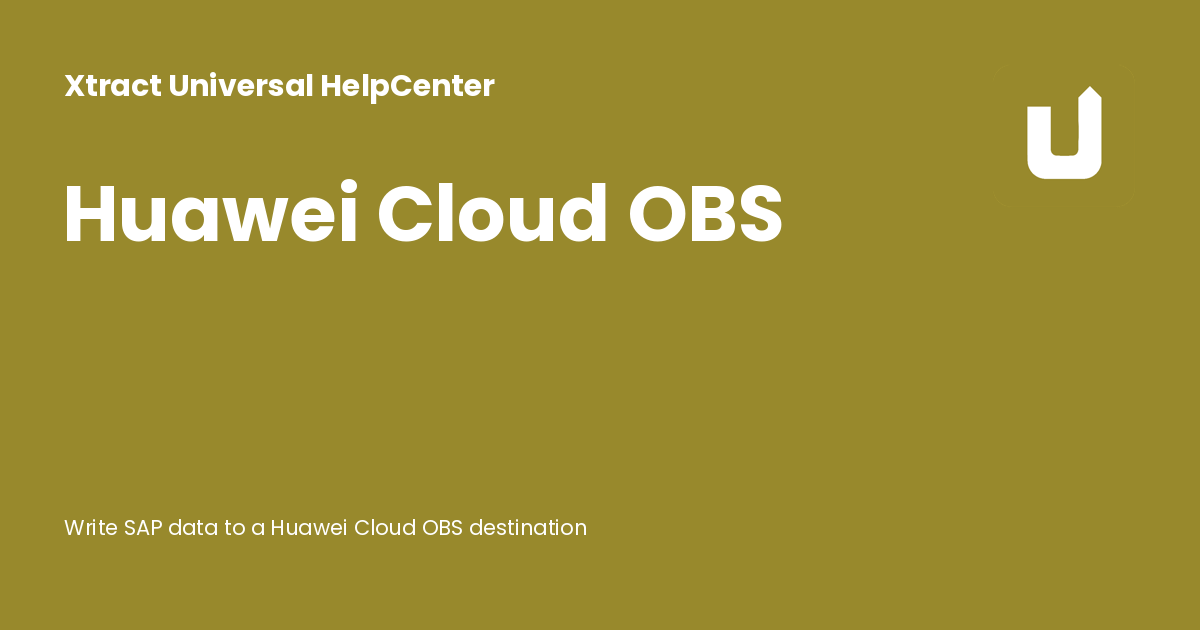 Xtract Universal HelpCenter
Huawei Cloud OBS
Write SAP data to a Huawei Cloud OBS destination